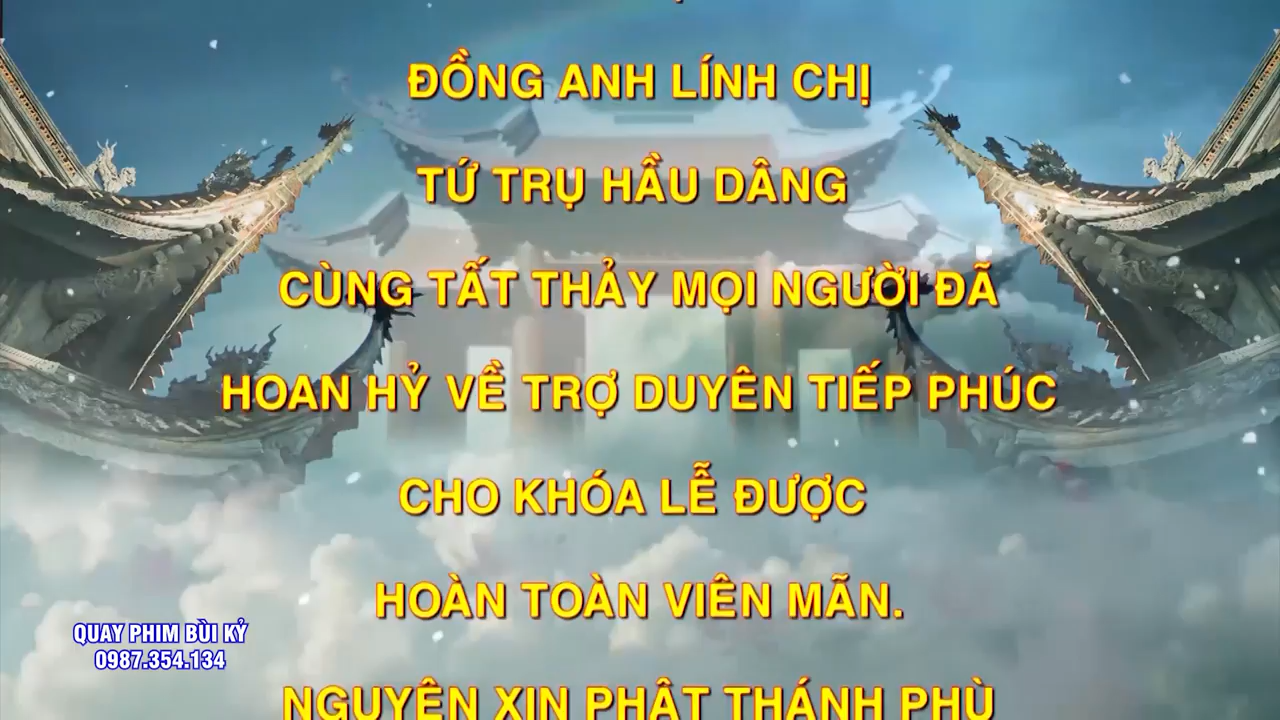 ĐỒNG ANH LÍNH CHỊ
TỨ TRỤ HẦU DÂNG
CÙNG TẤT THẢY MỌI NGƯỜI ĐÃ
HOAN HỶ VỀ TRỢ DUYÊN TIẾP PHÚC
CHO KHÓA LỄ ĐƯỢC
HOÀN TOÀN VIÊN MÃN.
QUAY PHIM BÙI KỶ
0987.354.134
NGUYỆN XIN PHẬT THÁNH PHÙ